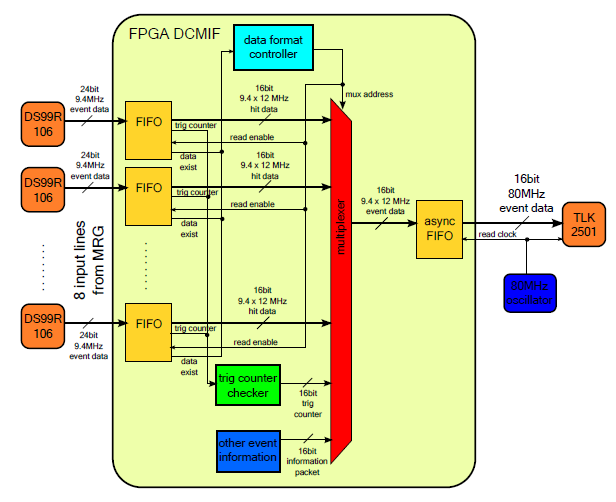 FPGA DCMIF
data format
controller
mux address
24bit
9.4MHz
event data
DS99R
106
FIFO
trig counter
16bit
9.4 x 12 MHz
hit data
read enable
data
exist
24bit
9.4MHz
event data
DS99R
106
FIFO
trig counter
16bit
9.4 x 12 MHz
hit data
read enable
data
exist
8 input lines
from MRG
DS99R
106
24bit
9.4MHz
event data
FIFO
trig counter
16bit
9.4 x 12 MHz
hit data
read enable
data
exist
multiplexer
16bit
9.4 x 12 MHz
event data
async
FIFO
16bit
80MHz
event data
read clock
TLK
2501
80MHz
oscillator
trig counter
checker
16bit
trig
counter
other event
information
16bit
information
packet